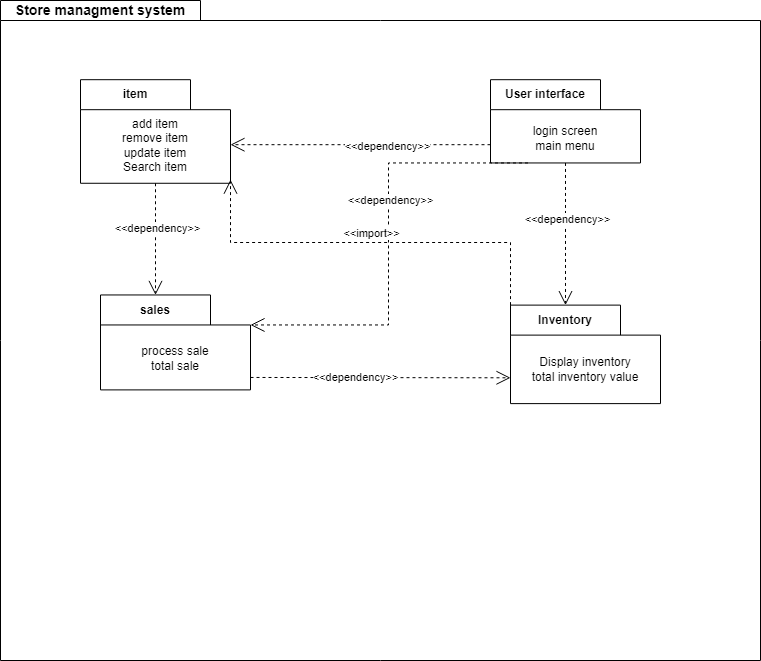 Store managment system
item
add item
remove item
update item
Search item
User interface
login screen
main menu
<<dependency>>
<<dependency>>
<<dependency>>
<<dependency>>
<<import>>
sales
process sale
total sale
Inventory
Display inventory
total inventory value
<<dependency>>